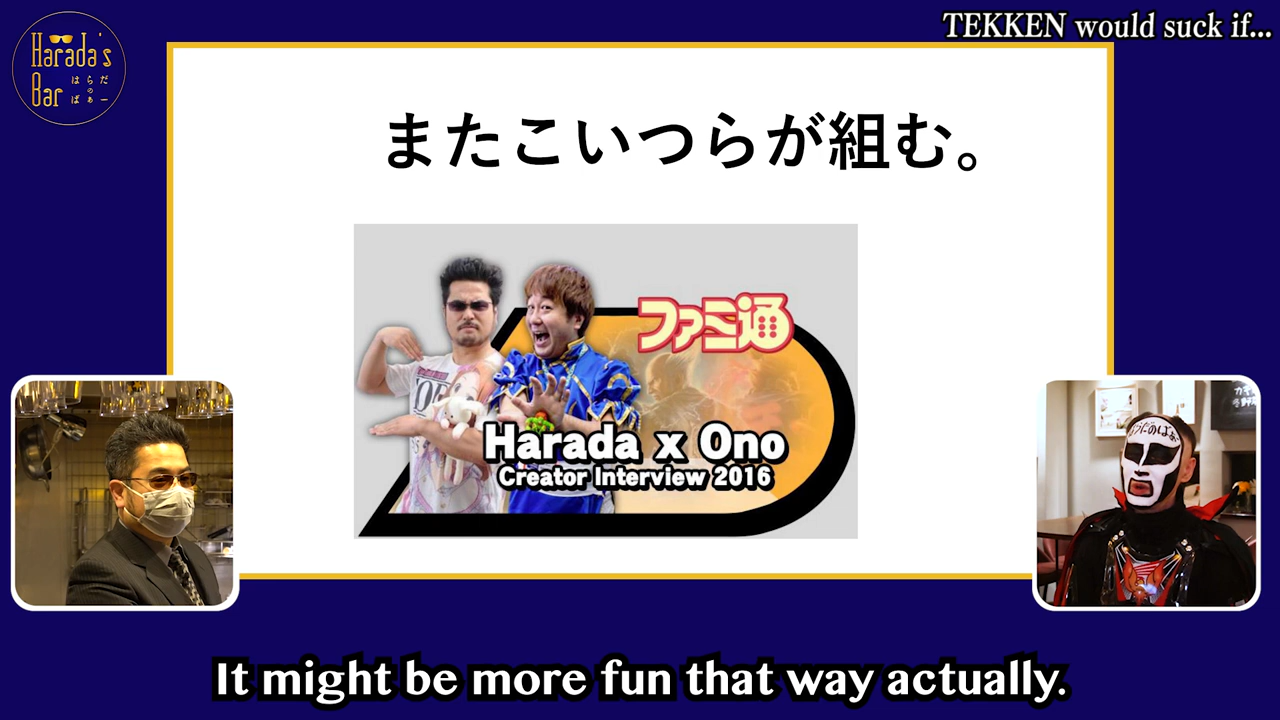 Harada's
Bar
はらだ
の
ばぁー
TEKKEN would suck if...
またこいつらが組む。
ファミ通
Harada x Ono
Creator Interview 2016
It might be more fun that way actually.